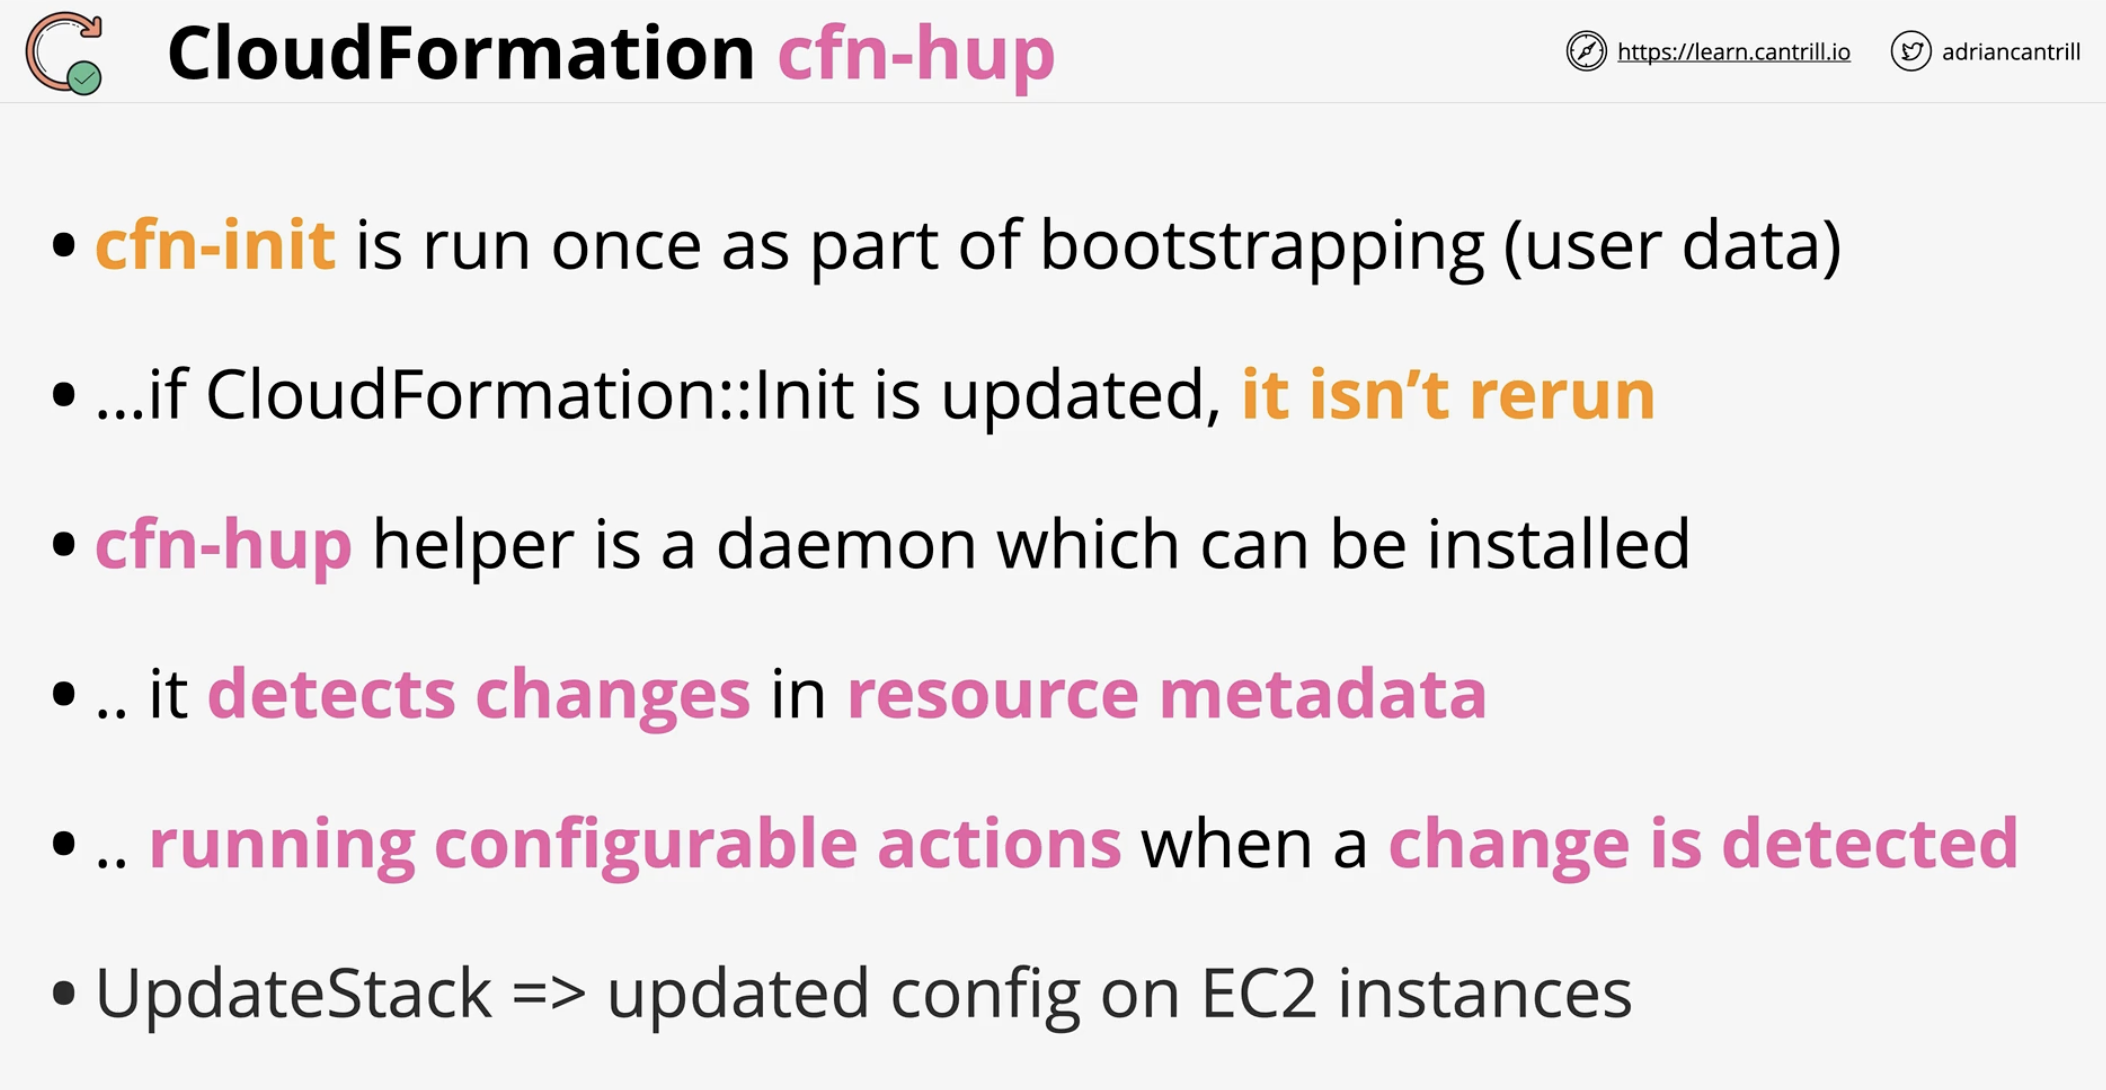 CloudFormation cfn-hup
https://learn.cantrill.io
adriancantrill
• cfn-init is run once as part of bootstrapping (user data)
• ...if CloudFormation::Init is updated, it isn’t rerun
• cfn-hup helper is a daemon which can be installed
• .. it detects changes in resource metadata
• .. running configurable actions when a change is detected
• UpdateStack => updated config on EC2 instances